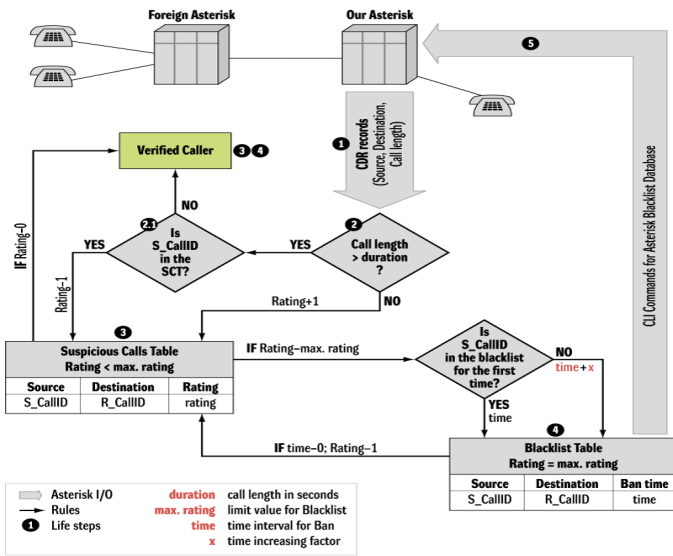 Foreign Asterisk
Our Asterisk
5
1
CDR records
(Source, Destination,
Call length)
CLI Commands for Asterisk Blacklist Database
Verified Caller
3 4
NO
2.1
Is
S_CallID
in the
SCT?
YES
YES
2
Call length
> duration
?
NO
IF Rating–0
Rating–1
Rating+1
3
Suspicious Calls Table
Rating < max. rating
Source Destination Rating
S_CallID R_CallID rating
IF Rating–max. rating
Is
S_CallID
in the blacklist
for the first
time?
NO
time+x
YES
time
4
IF time–0; Rating–1
Blacklist Table
Rating = max. rating
Source Destination Ban time
S_CallID R_CallID time
Asterisk I/O
Rules
1 Life steps
duration call length in seconds
max. rating limit value for Blacklist
time time interval for Ban
x time increasing factor